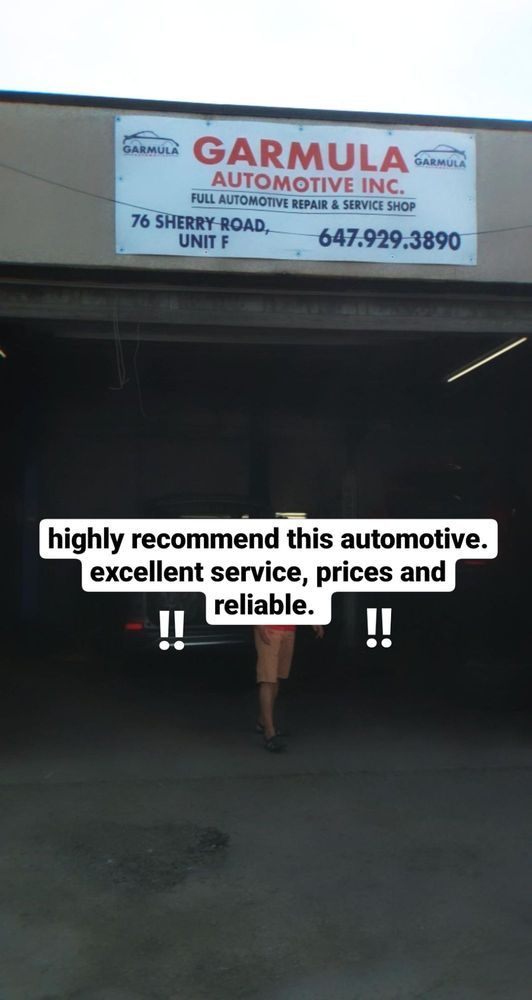 GARMULA
GARMULA
GARMULA
AUTOMOTIVE INC.
FULL AUTOMOTIVE REPAIR & SERVICE SHOP
76 SHERRY ROAD,
UNIT F
647.929.3890
highly recommend this automotive.
excellent service, prices and
reliable.
‼ ‼